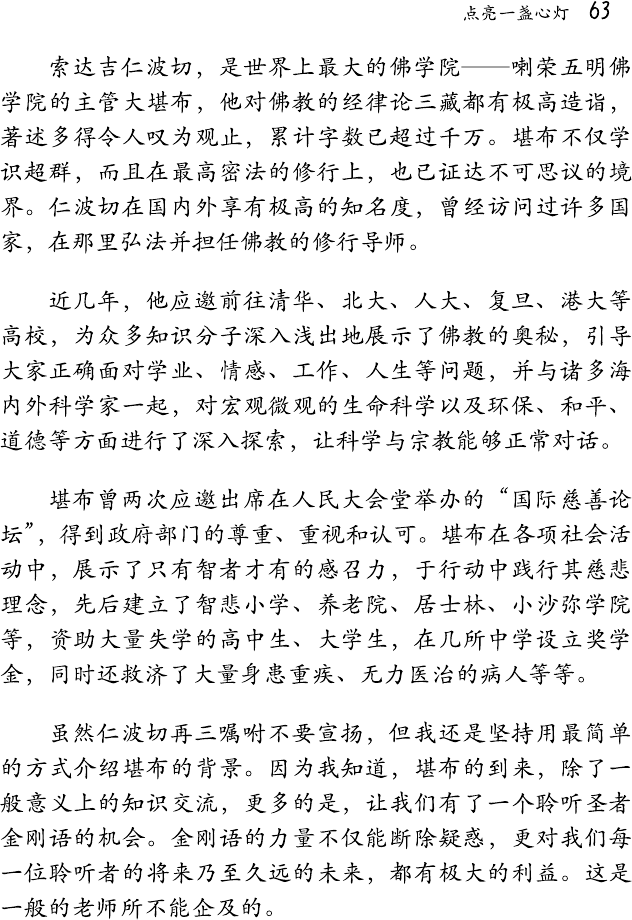 点亮一盏心灯 63
索达吉仁波切，是世界上最大的佛学院——喇荣五明佛
学院的主管大堪布，他对佛教的经律论三藏都有极高造诣，
著述多得令人叹为观止，累计字数已超过千万。堪布不仅学
识超群，而且在最高密法的修行上，也已证达不可思议的境
界。仁波切在国内外享有极高的知名度，曾经访问过许多国
家，在那里弘法并担任佛教的修行导师。
近几年，他应邀前往清华、北大、人大、复旦、港大等
高校，为众多知识分子深入浅出地展示了佛教的奥秘，引导
大家正确面对学业、情感、工作、人生等问题，并与诸多海
内外科学家一起，对宏观微观的生命科学以及环保、和平、
道德等方面进行了深入探索，让科学与宗教能够正常对话。
堪布曾两次应邀出席在人民大会堂举办的“国际慈善论
坛”，得到政府部门的尊重、重视和认可。堪布在各项社会活
动中，展示了只有智者才有的感召力，于行动中践行其慈悲
理念，先后建立了智悲小学、养老院、居士林、小沙弥学院
等，资助大量失学的高中生、大学生，在几所中学设立奖学
金，同时还救济了大量身患重疾、无力医治的病人等等。
虽然仁波切再三嘱咐不要宣扬，但我还是坚持用最简单
的方式介绍堪布的背景。因为我知道，堪布的到来，除了一
般意义上的知识交流，更多的是，让我们有了一个聆听圣者
金刚语的机会。金刚语的力量不仅能断除疑惑，更对我们每
一位聆听者的将来乃至久远的未来，都有极大的利益。这是
一般的老师所不能企及的。